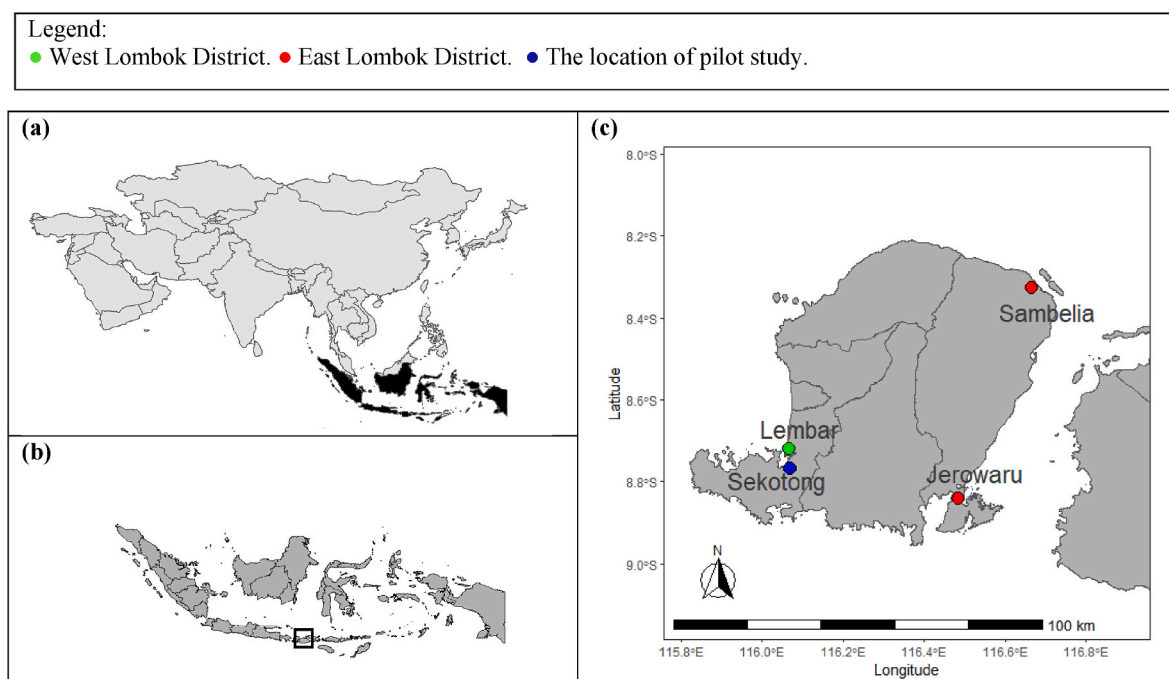 Legend:
West Lombok District. East Lombok District. The location of pilot study.
(a)
(b)
(c)
8.0°S
8.2°S
8.4°S
8.6°S
8.8°S
9.0°S
Latitude
Sambelia
Lembar
Sekotong
Jerowaru
N
100 km
115.8°E 116.0°E 116.2°E 116.4°E 116.6°E 116.8°E
Longitude